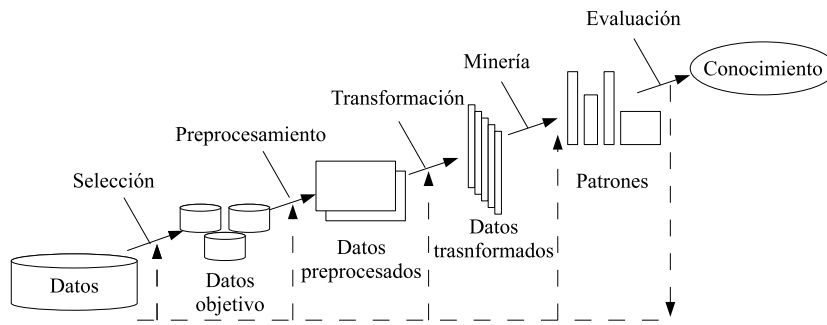 Evaluación
Conocimiento
Minería
Transformación
Preprocesamiento
Patrones
Selección
Datos
trasnformados
Datos
preprocesados
Datos
objetivo
Datos